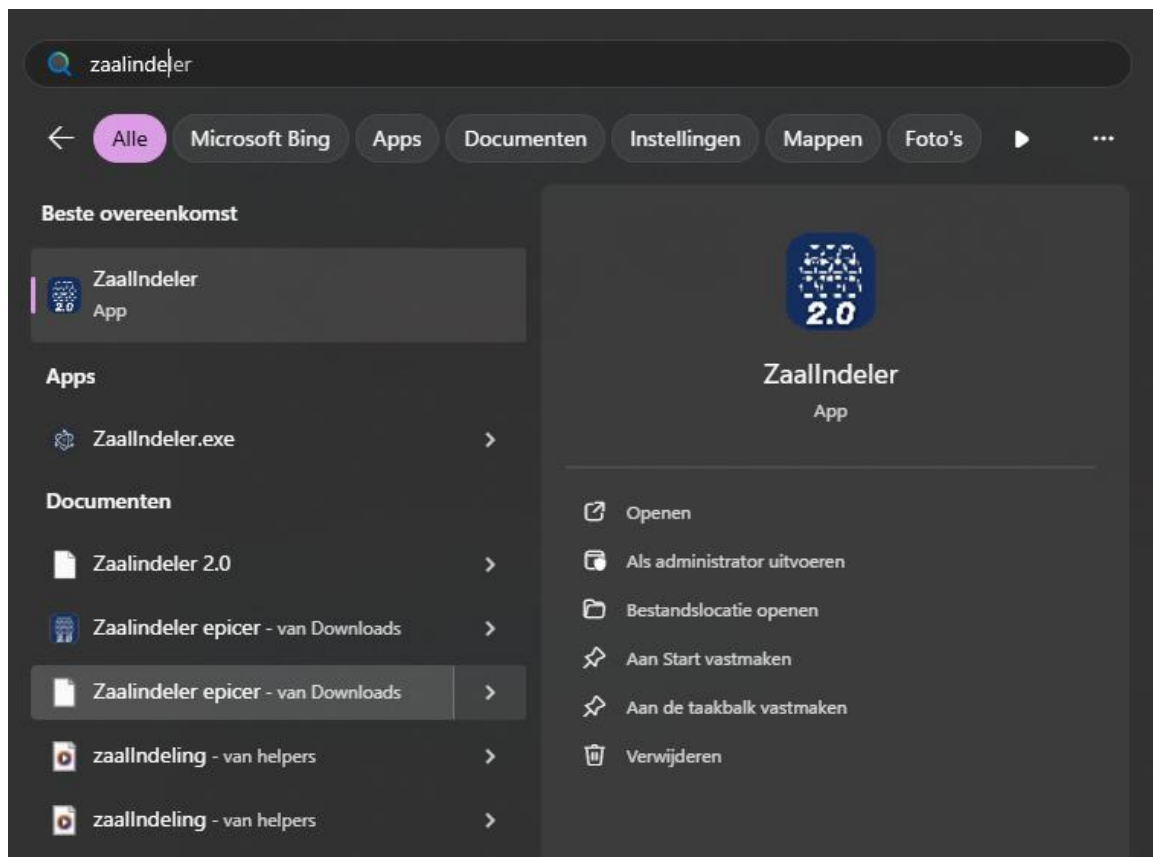 zaalindeler
Alle Microsoft Bing Apps Documenten Instellingen Mappen Foto's
Beste overeenkomst
ZaalIndeler
App
2.0
Apps
ZaalIndeler.exe
Documenten
Zaalindeler 2.0
Zaalindeler epicer - van Downloads
Zaalindeler epicer - van Downloads
zaalIndeling - van helpers
zaalIndeling - van helpers
2.0
ZaalIndeler
App
Openen
Als administrator uitvoeren
Bestandslocatie openen
Aan Start vastmaken
Aan de taakbalk vastmaken
Verwijderen